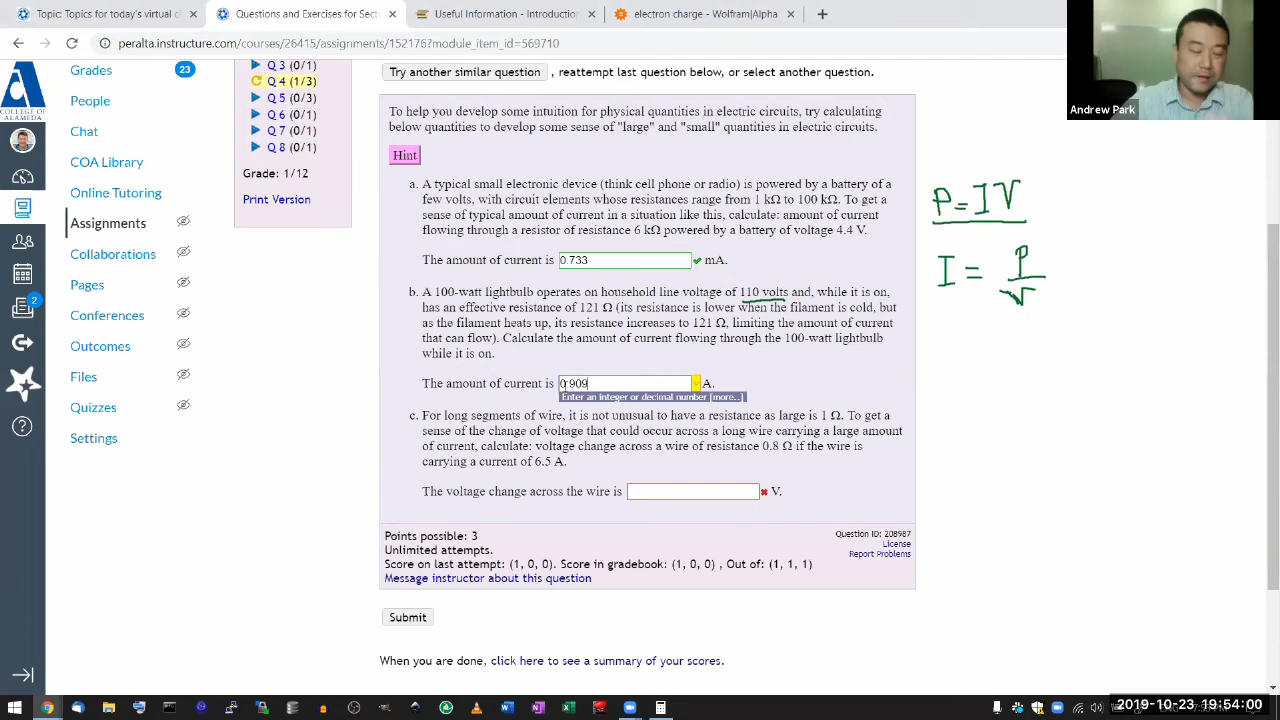 Topic: Topic: Topic's virtual c
Questions and Exercises for Sect
Useful Information - Introduction
electron charge - Wolfram|Alpha
peralta.instructure.com/courses/26415/assignments/152176?module_item_id=569710
Andrew Park
COLLEGE OF
ALAMEDA
Grades
23
People
Chat
COA Library
Online Tutoring
Assignments
Collaborations
Pages
Conferences
2
Outcomes
Files
Quizzes
Settings
Q 3 (0/1)
Q 4 (1/3)
Q 5 (0/3)
Q 6 (0/1)
Q 7 (0/1)
Q 8 (0/1)
Grade: 1/12
Print Version
Try another similar question , reattempt last question below, or select another question.
To help you develop some intuition for physical quantities in electric circuits, try calculating
below quantities to develop some sense of "large" and "small" quantities in electric circuits.
Hint
a. A typical small electronic device (think cell phone or radio) is powered by a battery of a
few volts, with circuit elements whose resistances range from 1 kΩ to 100 kΩ. To get a
sense of typical amount of current in a situation like this, calculate: amount of current
flowing through a resistor of resistance 6 kΩ powered by a battery of voltage 4.4 V.
The amount of current is 0.733 mA.
b. A 100-watt lightbulb operates on household line voltage of 110 volts and, while it is on,
has an effective resistance of 121 Ω (its resistance is lower when the filament is cold, but
as the filament heats up, its resistance increases to 121 Ω, limiting the amount of current
that can flow). Calculate the amount of current flowing through the 100-watt lightbulb
while it is on.
The amount of current is 0.909 A.
Enter an integer or decimal number [more..]
c. For long segments of wire, it is not unusual to have a resistance as large is 1 Ω. To get a
sense of the change of voltage that could occur across a long wire carrying a large amount
of current, calculate: voltage change across a wire of resistance 0.8 Ω if the wire is
carrying a current of 6.5 A.
The voltage change across the wire is V.
Points possible: 3
Unlimited attempts.
Score on last attempt: (1, 0, 0). Score in gradebook: (1, 0, 0) , Out of: (1, 1, 1)
Message instructor about this question
Question ID: 208987
License
Report Problems
Submit
When you are done, click here to see a summary of your scores.
P = I V
I = P
V
2019-10-23 19:54:00